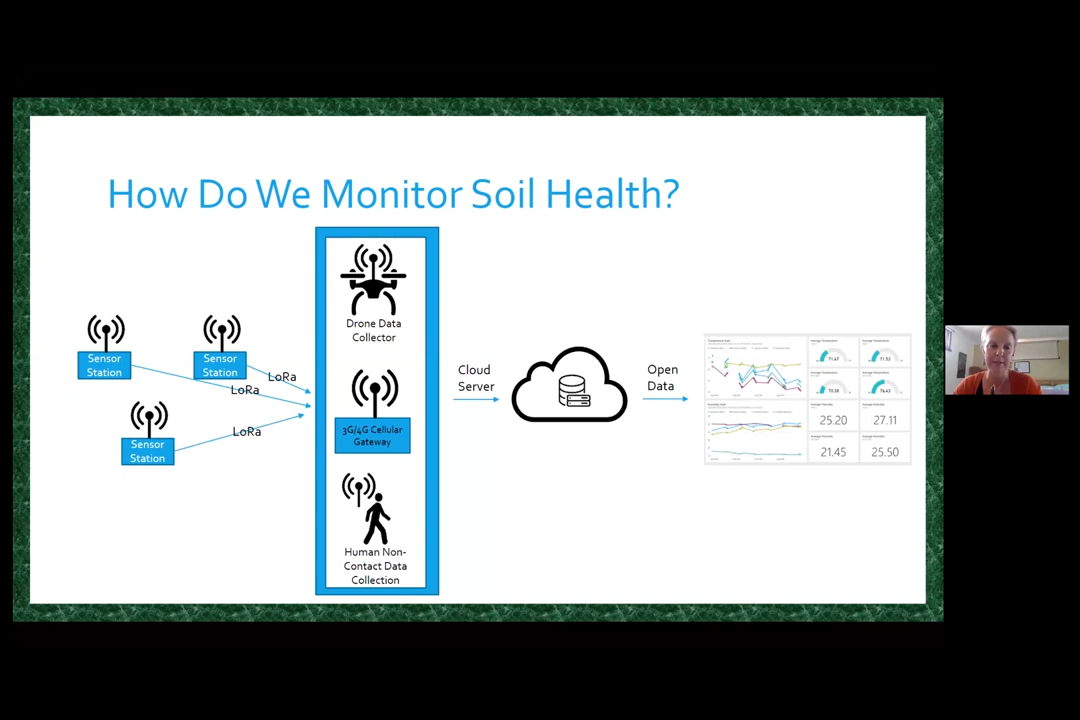 How Do We Monitor Soil Health?
Drone Data
Collector
Sensor
Station
Sensor
Station
LoRa
LoRa
Sensor
Station
LoRa
3G/4G Cellular
Gateway
Human Non-
Contact Data
Collection
Cloud
Server
Open
Data
25.20
27.11
21.45
25.50